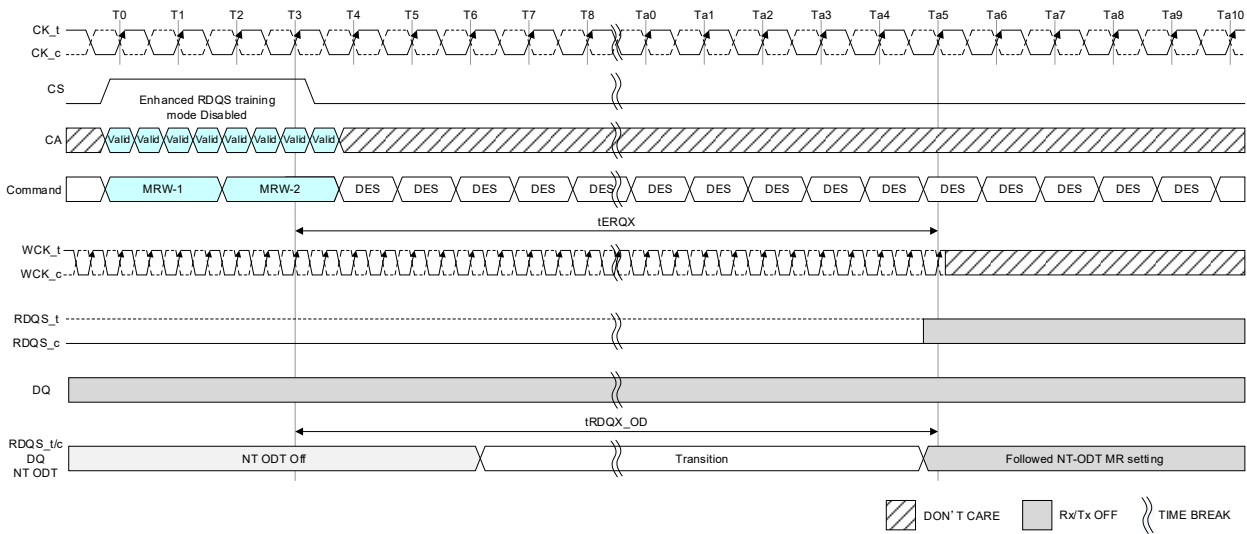 T0 T1 T2 T3 T4 T5 T6 T7 T8 Ta0 Ta1 Ta2 Ta3 Ta4 Ta5 Ta6 Ta7 Ta8 Ta9 Ta10
CK_t
CK_c
CS
Enhanced RDQS training
mode Disabled
CA Valid Valid Valid Valid Valid Valid Valid Valid
Command MRW-1 MRW-2 DES DES DES DES DES DES DES DES DES DES DES DES DES DES DES
tERQX
WCK_t
WCK_c
RDQS_t
RDQS_c
DQ
tRDQX_OD
RDQS_t/c
DQ
NT ODT
NT ODT Off Transition Followed NT-ODT MR setting
DON'T CARE Rx/Tx OFF TIME BREAK